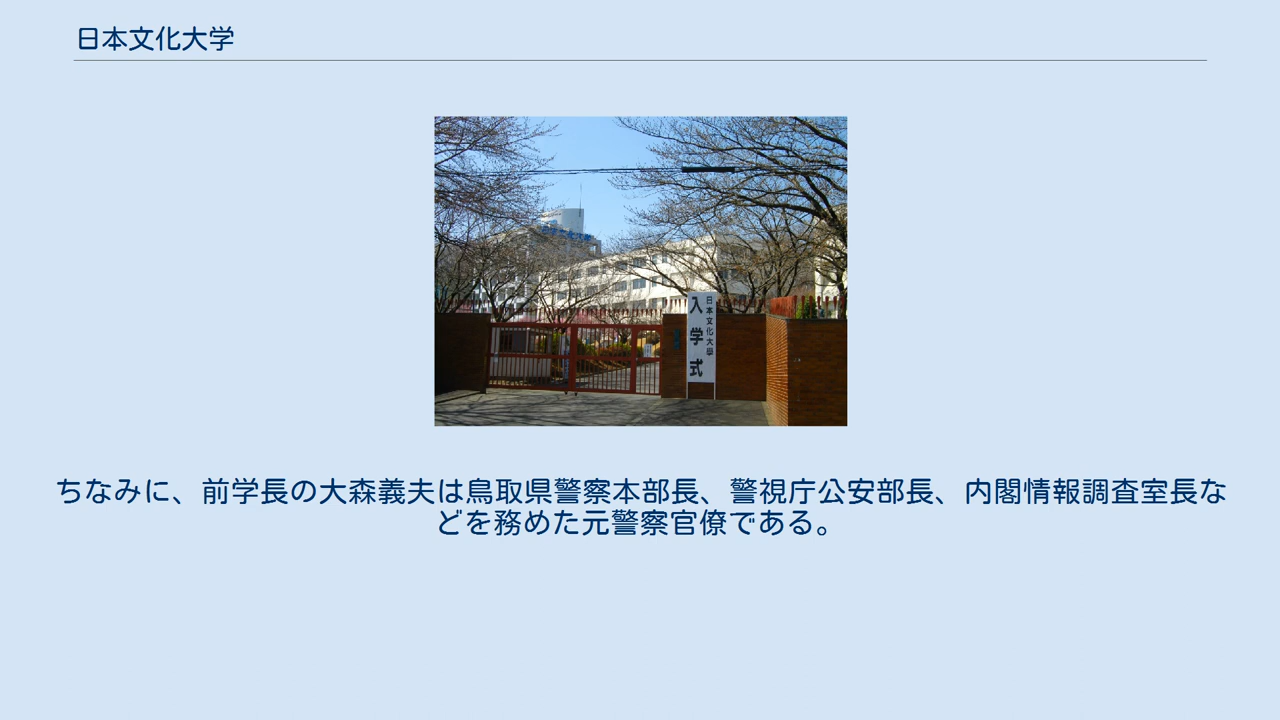 日本文化大学
入学式
日本文化大學
ちなみに、前学長の大森義夫は鳥取県警察本部長、警視庁公安部長、内閣情報調査室長な
どを務めた元警察官僚である。